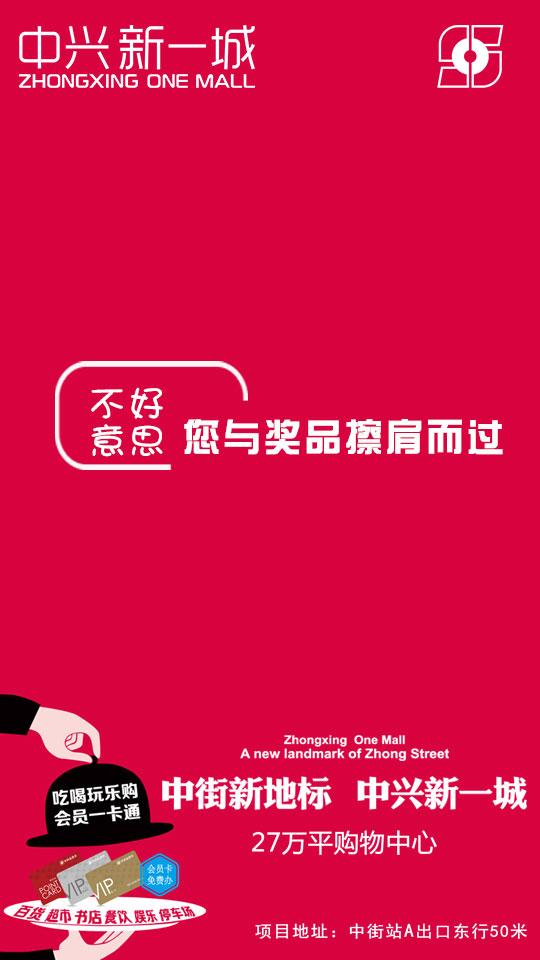 中兴新一城
ZHONGXING ONE MALL
不好
意思 您与奖品擦肩而过
Zhongxing One Mall
A new landmark of Zhong Street
中街新地标 中兴新一城
27万平购物中心
吃喝玩乐购
会员一卡通
POINT
CARD
VIP
VIP
会员卡
免费办
百货 超市 书店 餐饮 娱乐 停车场
项目地址：中街站A出口东行50米